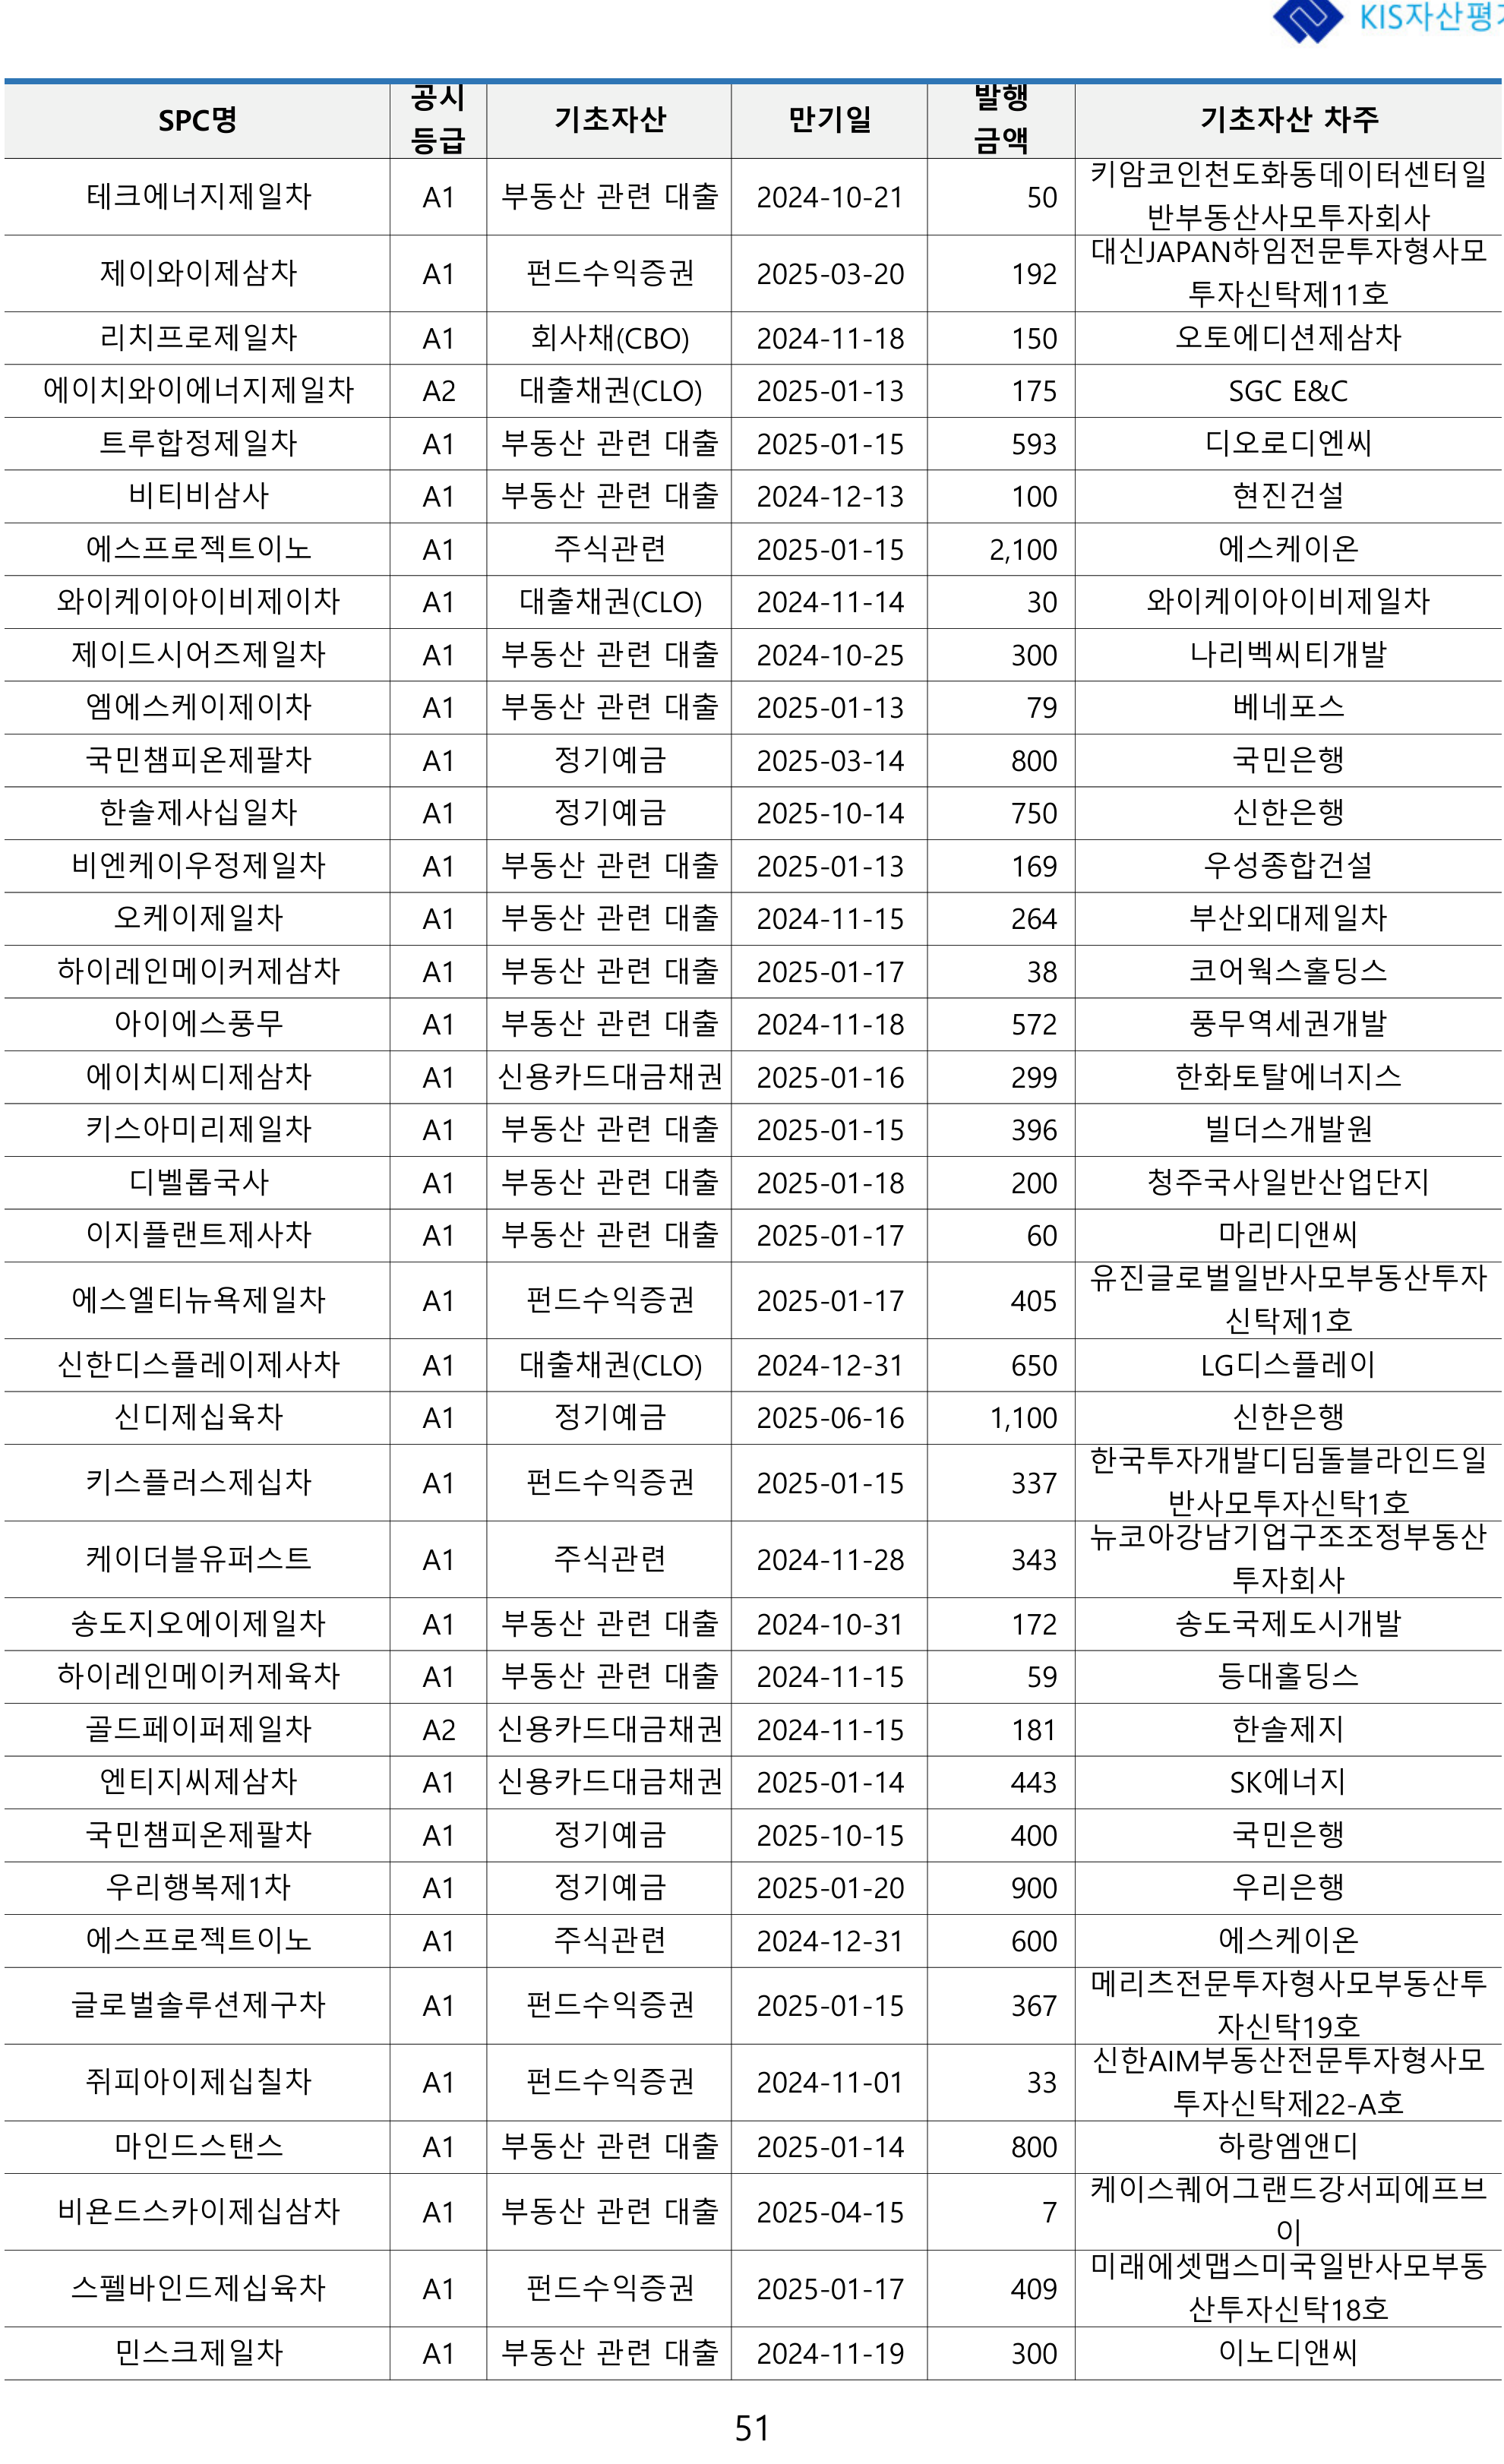 KIS자산평가
SPC명 공시 등급 기초자산 만기일 발행 금액 기초자산 차주
테크에너지제일차 A1 부동산 관련 대출 2024-10-21 50 키암코인천도화동데이터센터일
반부동산사모투자회사
제이와이제삼차 A1 펀드수익증권 2025-03-20 192 대신JAPAN하임전문투자형사모
투자신탁제11호
리치프로제일차 A1 회사채(CBO) 2024-11-18 150 오토에디션제삼차
에이치와이에너지제일차 A2 대출채권(CLO) 2025-01-13 175 SGC E&C
트루합정제일차 A1 부동산 관련 대출 2025-01-15 593 디오로디엔씨
비티비삼사 A1 부동산 관련 대출 2024-12-13 100 현진건설
에스프로젝트이노 A1 주식관련 2025-01-15 2,100 에스케이온
와이케이아이비제이차 A1 대출채권(CLO) 2024-11-14 30 와이케이아이비제일차
제이드시어즈제일차 A1 부동산 관련 대출 2024-10-25 300 나리벡씨티개발
엠에스케이제이차 A1 부동산 관련 대출 2025-01-13 79 베네포스
국민챔피온제팔차 A1 정기예금 2025-03-14 800 국민은행
한솔제사십일차 A1 정기예금 2025-10-14 750 신한은행
비엔케이우정제일차 A1 부동산 관련 대출 2025-01-13 169 우성종합건설
오케이제일차 A1 부동산 관련 대출 2024-11-15 264 부산외대제일차
하이레인메이커제삼차 A1 부동산 관련 대출 2025-01-17 38 코어웍스홀딩스
아이에스풍무 A1 부동산 관련 대출 2024-11-18 572 풍무역세권개발
에이치씨디제삼차 A1 신용카드대금채권 2025-01-16 299 한화토탈에너지스
키스아미리제일차 A1 부동산 관련 대출 2025-01-15 396 빌더스개발원
디벨롭국사 A1 부동산 관련 대출 2025-01-18 200 청주국사일반산업단지
이지플랜트제사차 A1 부동산 관련 대출 2025-01-17 60 마리디앤씨
에스엘티뉴욕제일차 A1 펀드수익증권 2025-01-17 405 유진글로벌일반사모부동산투자
신탁제1호
신한디스플레이제사차 A1 대출채권(CLO) 2024-12-31 650 LG디스플레이
신디제십육차 A1 정기예금 2025-06-16 1,100 신한은행
키스플러스제십차 A1 펀드수익증권 2025-01-15 337 한국투자개발디딤돌블라인드일
반사모투자신탁1호
케이더블유퍼스트 A1 주식관련 2024-11-28 343 뉴코아강남기업구조조정부동산
투자회사
송도지오에이제일차 A1 부동산 관련 대출 2024-10-31 172 송도국제도시개발
하이레인메이커제육차 A1 부동산 관련 대출 2024-11-15 59 등대홀딩스
골드페이퍼제일차 A2 신용카드대금채권 2024-11-15 181 한솔제지
엔티지씨제삼차 A1 신용카드대금채권 2025-01-14 443 SK에너지
국민챔피온제팔차 A1 정기예금 2025-10-15 400 국민은행
우리행복제1차 A1 정기예금 2025-01-20 900 우리은행
에스프로젝트이노 A1 주식관련 2024-12-31 600 에스케이온
글로벌솔루션제구차 A1 펀드수익증권 2025-01-15 367 메리츠전문투자형사모부동산투
자신탁19호
쥐피아이제십칠차 A1 펀드수익증권 2024-11-01 33 신한AIM부동산전문투자형사모
투자신탁제22-A호
마인드스탠스 A1 부동산 관련 대출 2025-01-14 800 하랑엠앤디
비욘드스카이제십삼차 A1 부동산 관련 대출 2025-04-15 7 케이스퀘어그랜드강서피에프브
이
스펠바인드제십육차 A1 펀드수익증권 2025-01-17 409 미래에셋맵스미국일반사모부동
산투자신탁18호
민스크제일차 A1 부동산 관련 대출 2024-11-19 300 이노디앤씨
51